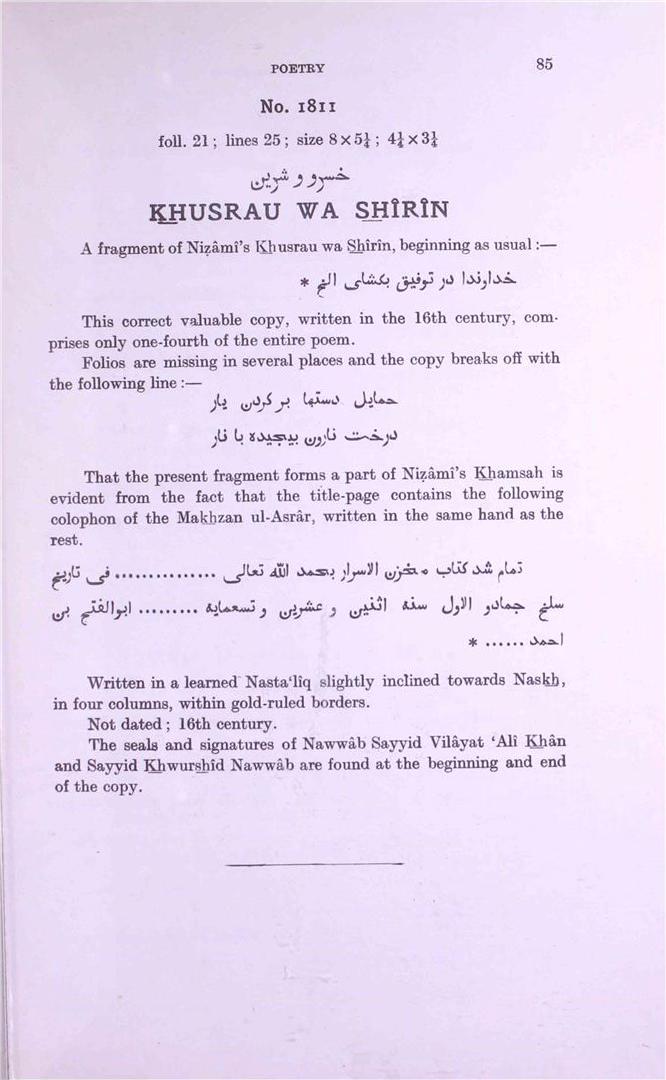 POETRY 85
No. 1811
foll. 21; lines 25; size 8 × 5¼; 4¼ × 3¼
خسرو و شرین
KHUSRAU WA SHÎRÎN
A fragment of Niẓâmî's Khusrau wa Shîrîn, beginning as usual:—
خداوندا در توفیق بکشای الخ *
This correct valuable copy, written in the 16th century, com-
prises only one-fourth of the entire poem.
Folios are missing in several places and the copy breaks off with
the following line:—
حمایل دستها بر کردن یار
درخت نارون بیچیده با نار
That the present fragment forms a part of Niẓâmî's Khamsah is
evident from the fact that the title-page contains the following
colophon of the Makhzan ul-Asrâr, written in the same hand as the
rest.
تمام شد کتاب مخزن الاسرار بحمد الله تعالی ............... فی تاریخ
سلخ جمادو الاول سنه اثنین و عشرین و تسعمایه ......... ابوالفتح بن
احمد ...... *
Written in a learned Nasta'lîq slightly inclined towards Naskh,
in four columns, within gold-ruled borders.
Not dated; 16th century.
The seals and signatures of Nawwâb Sayyid Vilâyat 'Alî Khân
and Sayyid Khwurshîd Nawwâb are found at the beginning and end
of the copy.